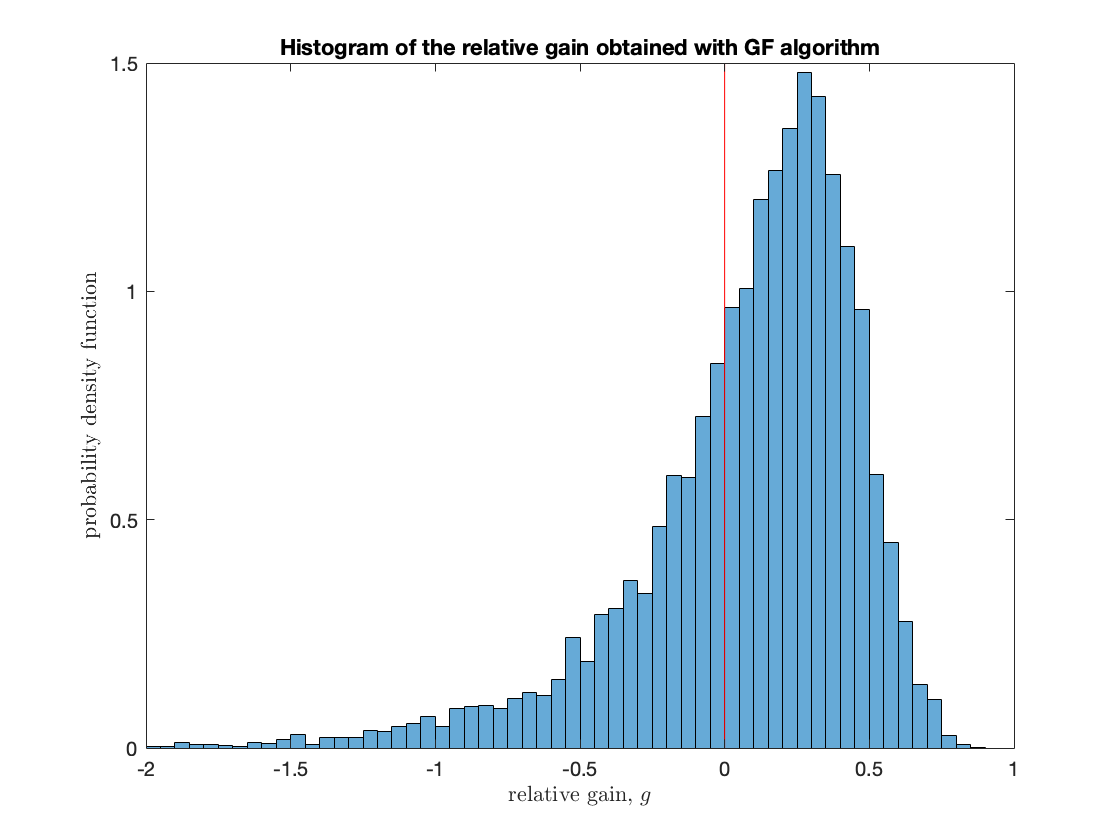 Histogram of the relative gain obtained with GF algorithm
1.5
1
0.5
0
probability density function
-2 -1.5 -1 -0.5 0 0.5 1
relative gain, g